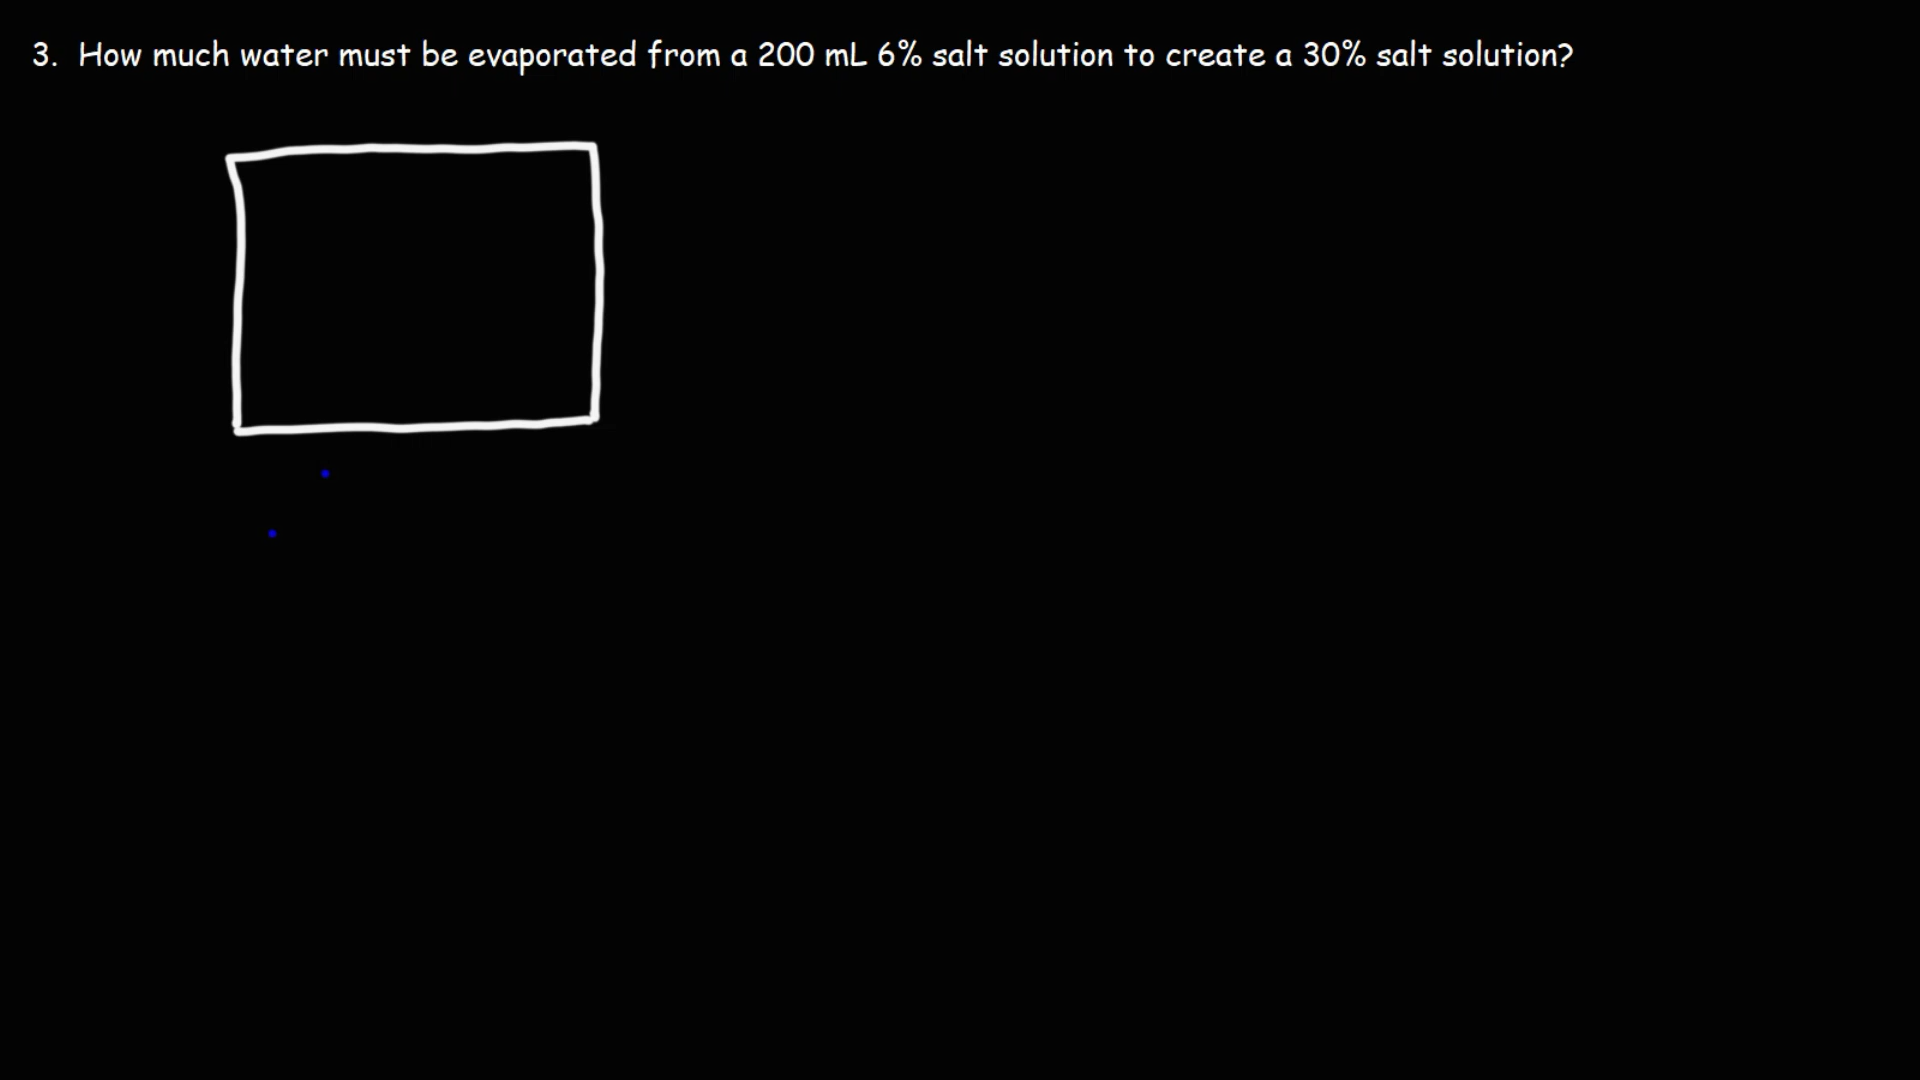 3. How much water must be evaporated from a 200 mL 6% salt solution to create a 30% salt solution?